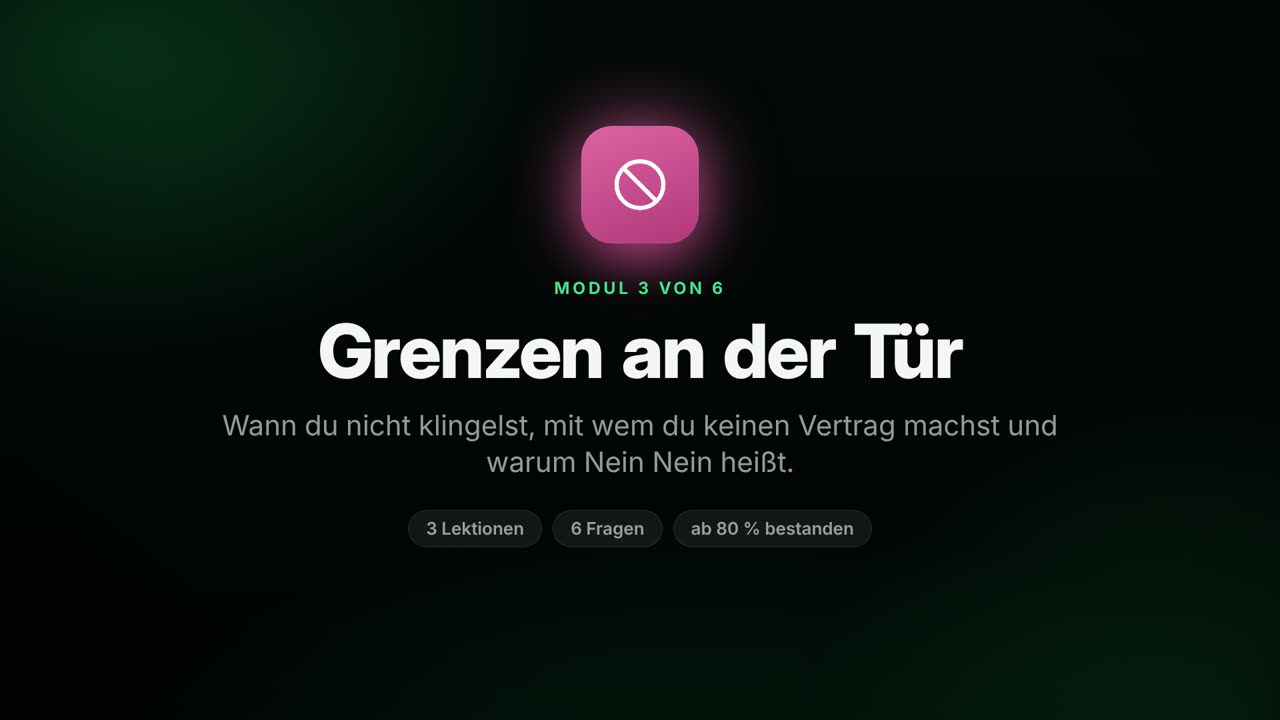 MODUL 3 VON 6
Grenzen an der Tür
Wann du nicht klingelst, mit wem du keinen Vertrag machst und
warum Nein Nein heißt.
3 Lektionen
6 Fragen
ab 80 % bestanden